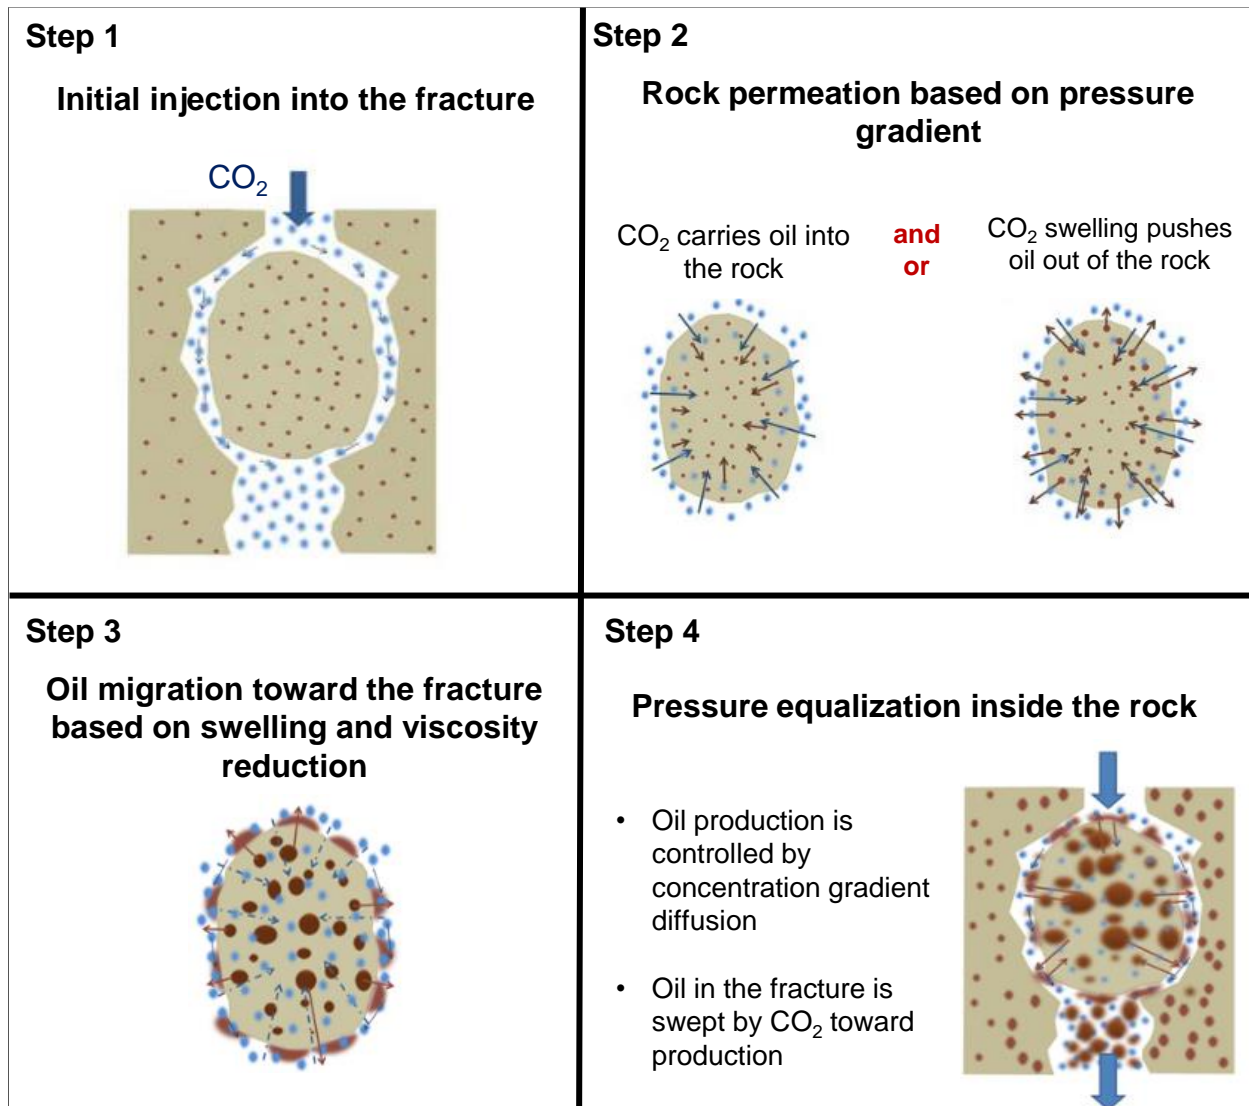 Step 1
Initial injection into the fracture
CO₂
Step 2
Rock permeation based on pressure
gradient
CO₂ carries oil into
the rock
and
or
CO₂ swelling pushes
oil out of the rock
Step 3
Oil migration toward the fracture
based on swelling and viscosity
reduction
Step 4
Pressure equalization inside the rock
• Oil production is
controlled by
concentration gradient
diffusion
• Oil in the fracture is
swept by CO₂ toward
production